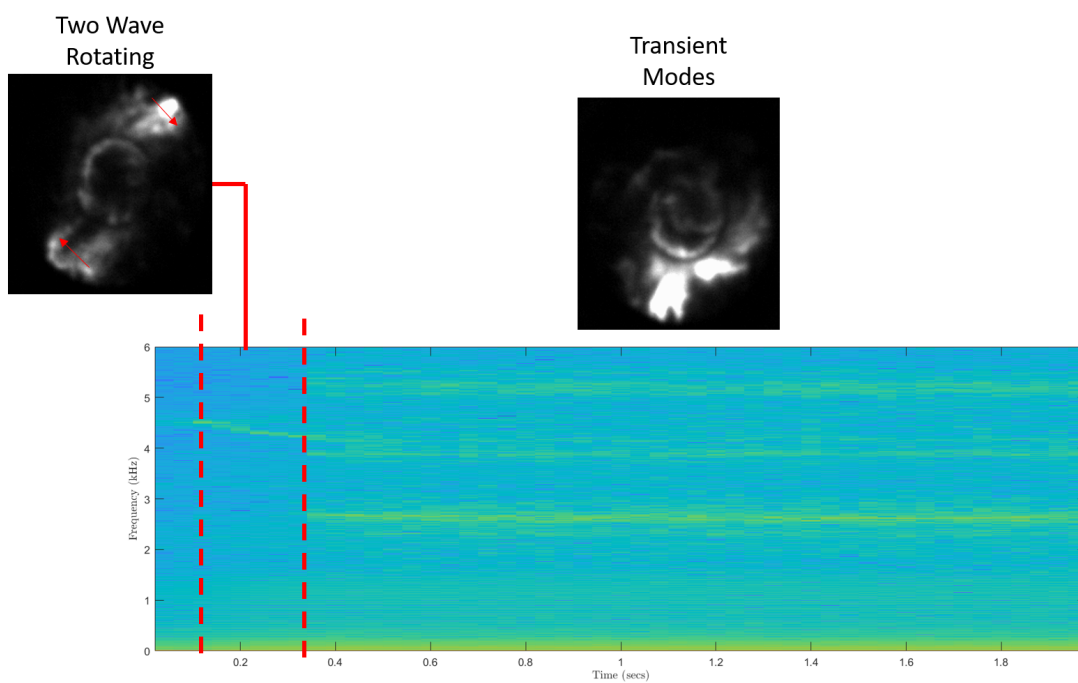 Two Wave
Rotating
Transient
Modes
6
5
4
3
2
1
0
Frequency (kHz)
0.2
0.4
0.6
0.8
1
1.2
1.4
1.6
1.8
Time (secs)